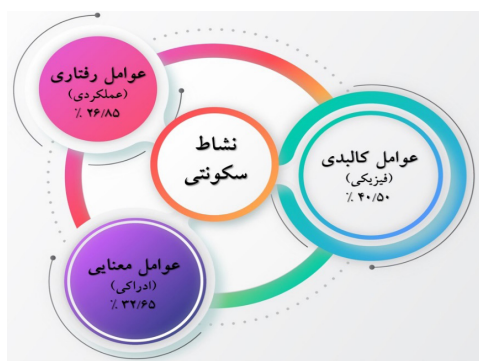 عوامل رفتاری
(عملکردی)
٪ ۲۶/۸۵
نشاط
سکونتی
عوامل کالبدی
(فیزیکی)
٪ ۴۰/۵۰
عوامل معنایی
(ادراکی)
٪ ۳۲/۶۵